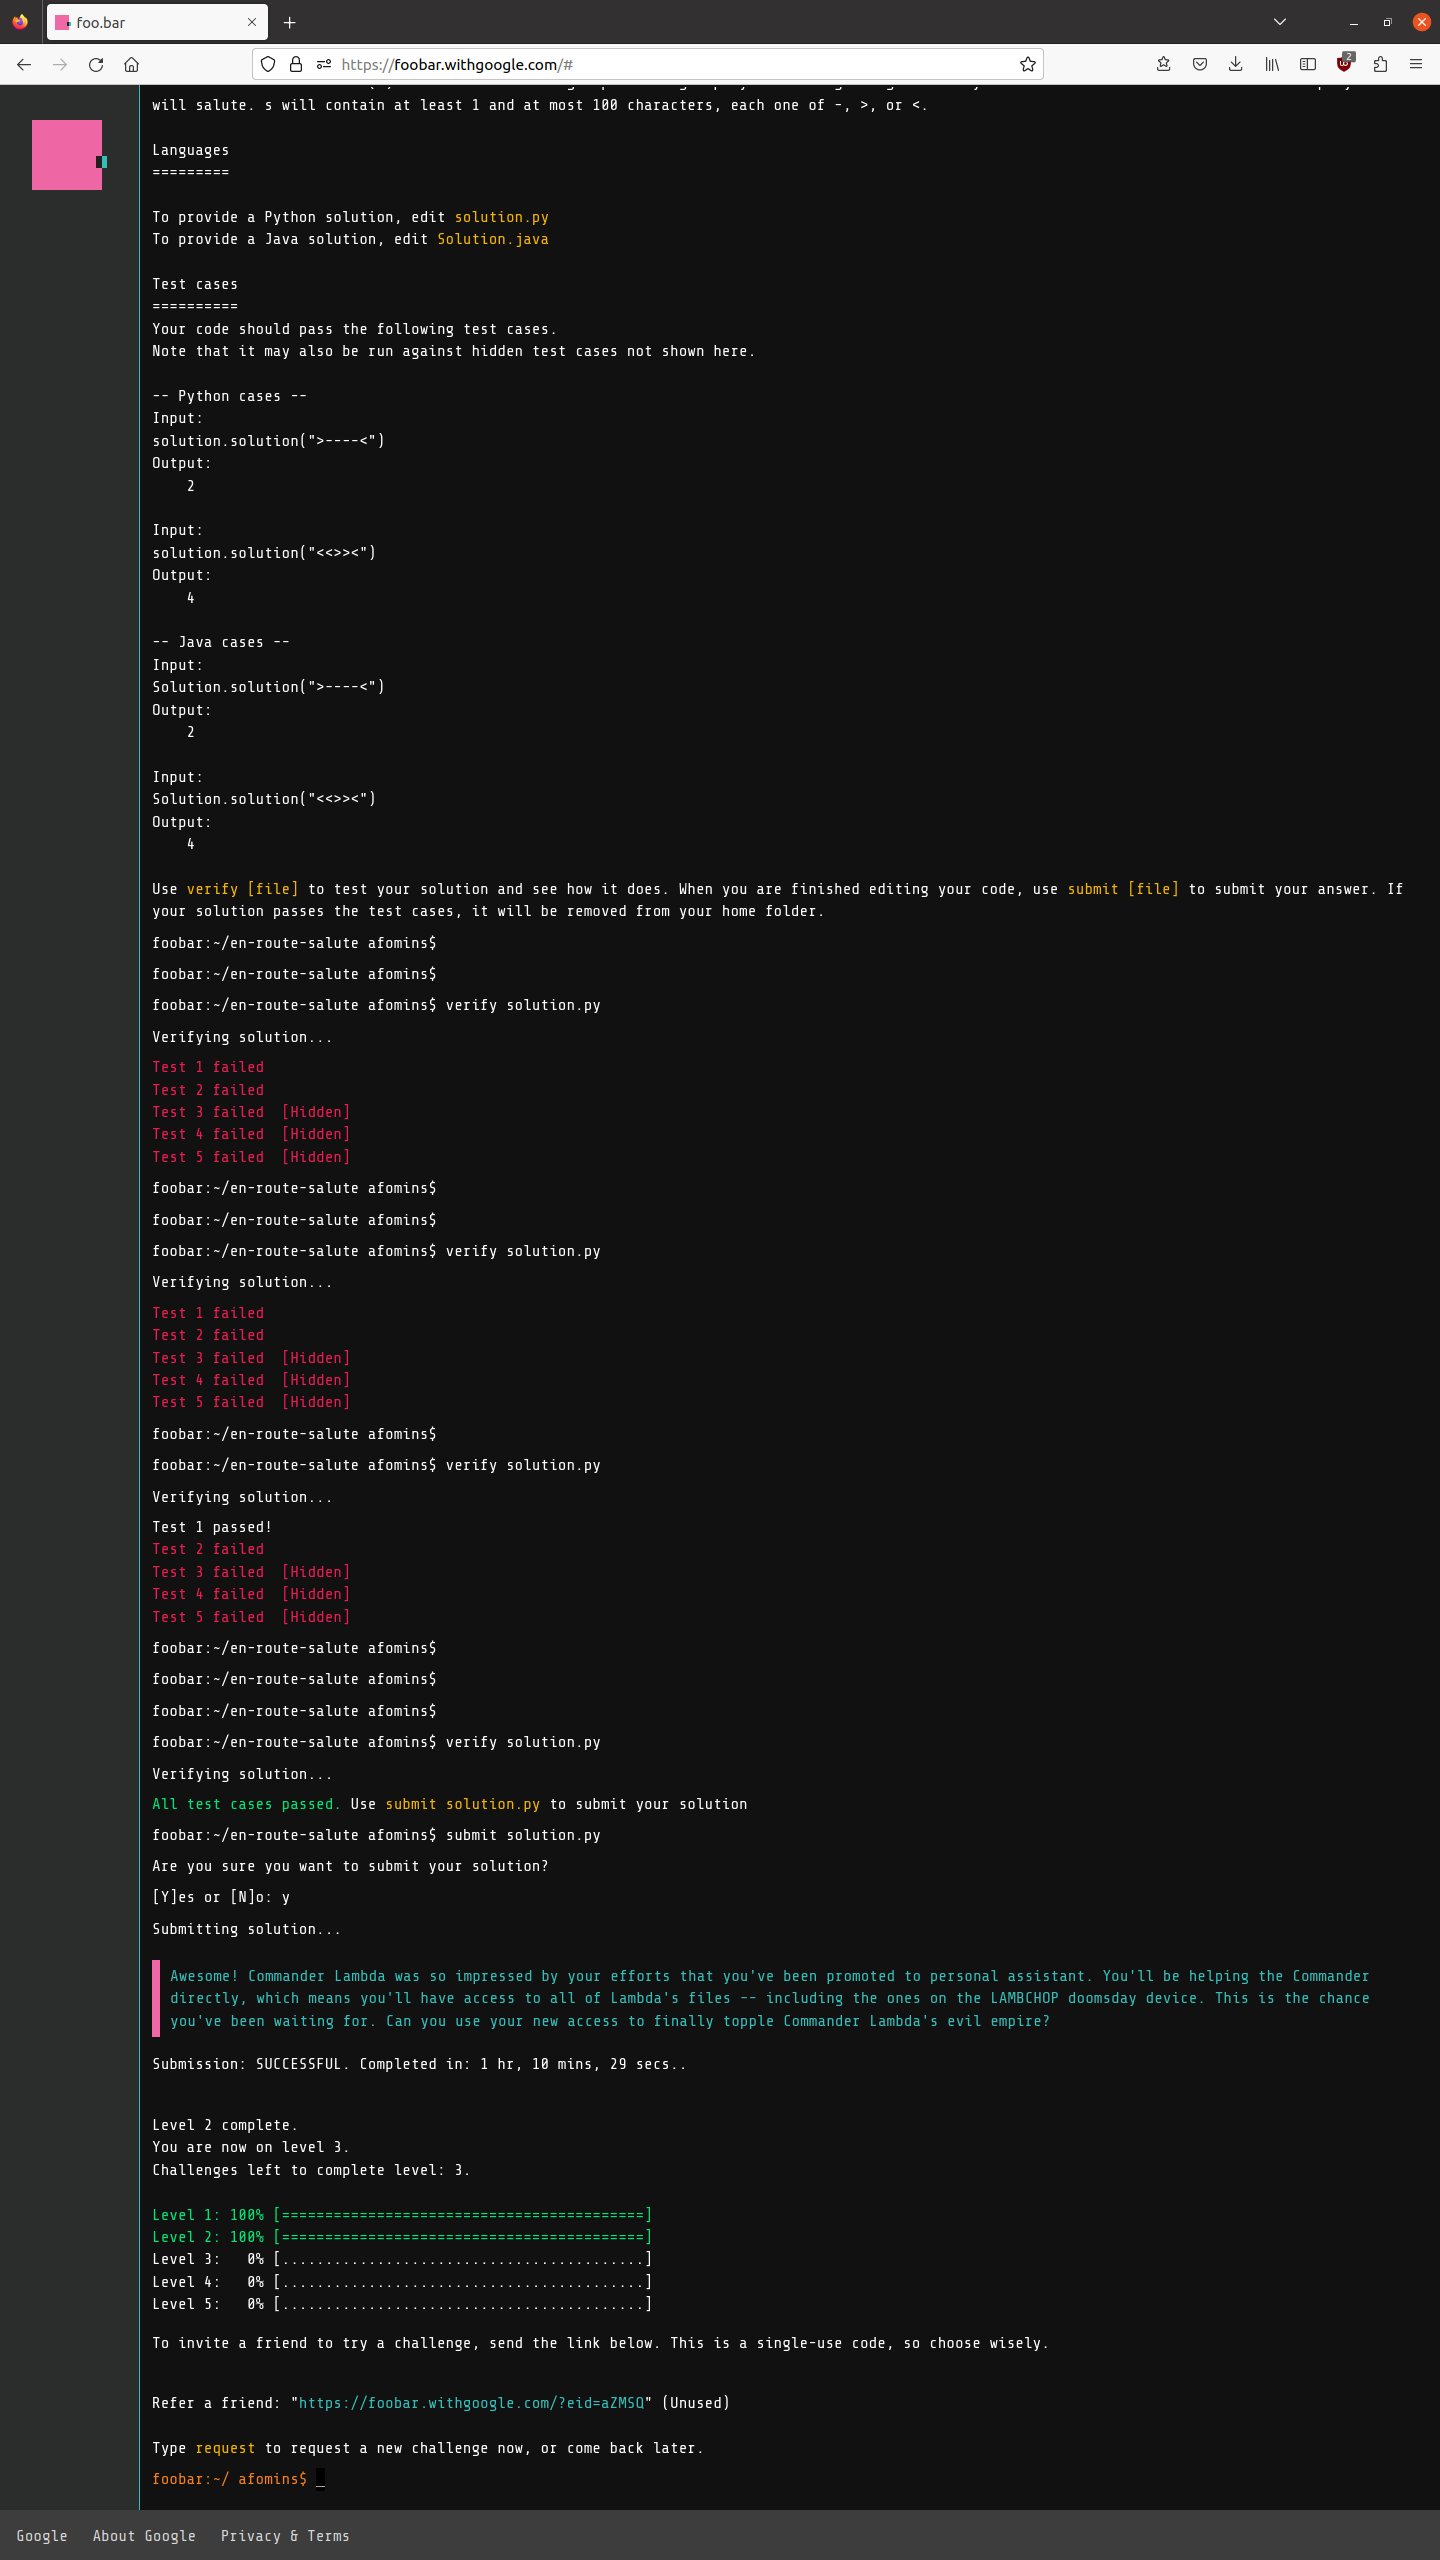 foo.bar
2
https://foobar.withgoogle.com/#
will salute. s will contain at least 1 and at most 100 characters, each one of -, >, or <.
Languages
=========
To provide a Python solution, edit solution.py
To provide a Java solution, edit Solution.java
Test cases
==========
Your code should pass the following test cases.
Note that it may also be run against hidden test cases not shown here.
-- Python cases --
Input:
solution.solution(">----<")
Output:
    2
Input:
solution.solution("<<>><")
Output:
    4
-- Java cases --
Input:
Solution.solution(">----<")
Output:
    2
Input:
Solution.solution("<<>><")
Output:
    4
Use verify [file] to test your solution and see how it does. When you are finished editing your code, use submit [file] to submit your answer. If
your solution passes the test cases, it will be removed from your home folder.
foobar:~/en-route-salute afomins$
foobar:~/en-route-salute afomins$
foobar:~/en-route-salute afomins$ verify solution.py
Verifying solution...
Test 1 failed
Test 2 failed
Test 3 failed  [Hidden]
Test 4 failed  [Hidden]
Test 5 failed  [Hidden]
foobar:~/en-route-salute afomins$
foobar:~/en-route-salute afomins$
foobar:~/en-route-salute afomins$ verify solution.py
Verifying solution...
Test 1 failed
Test 2 failed
Test 3 failed  [Hidden]
Test 4 failed  [Hidden]
Test 5 failed  [Hidden]
foobar:~/en-route-salute afomins$
foobar:~/en-route-salute afomins$ verify solution.py
Verifying solution...
Test 1 passed!
Test 2 failed
Test 3 failed  [Hidden]
Test 4 failed  [Hidden]
Test 5 failed  [Hidden]
foobar:~/en-route-salute afomins$
foobar:~/en-route-salute afomins$
foobar:~/en-route-salute afomins$
foobar:~/en-route-salute afomins$ verify solution.py
Verifying solution...
All test cases passed. Use submit solution.py to submit your solution
foobar:~/en-route-salute afomins$ submit solution.py
Are you sure you want to submit your solution?
[Y]es or [N]o: y
Submitting solution...
Awesome! Commander Lambda was so impressed by your efforts that you've been promoted to personal assistant. You'll be helping the Commander
directly, which means you'll have access to all of Lambda's files -- including the ones on the LAMBCHOP doomsday device. This is the chance
you've been waiting for. Can you use your new access to finally topple Commander Lambda's evil empire?
Submission: SUCCESSFUL. Completed in: 1 hr, 10 mins, 29 secs..
Level 2 complete.
You are now on level 3.
Challenges left to complete level: 3.
Level 1: 100% [==========================================]
Level 2: 100% [==========================================]
Level 3:   0% [..........................................]
Level 4:   0% [..........................................]
Level 5:   0% [..........................................]
To invite a friend to try a challenge, send the link below. This is a single-use code, so choose wisely.
Refer a friend: "https://foobar.withgoogle.com/?eid=aZMSQ" (Unused)
Type request to request a new challenge now, or come back later.
foobar:~/ afomins$ _
Google   About Google   Privacy & Terms